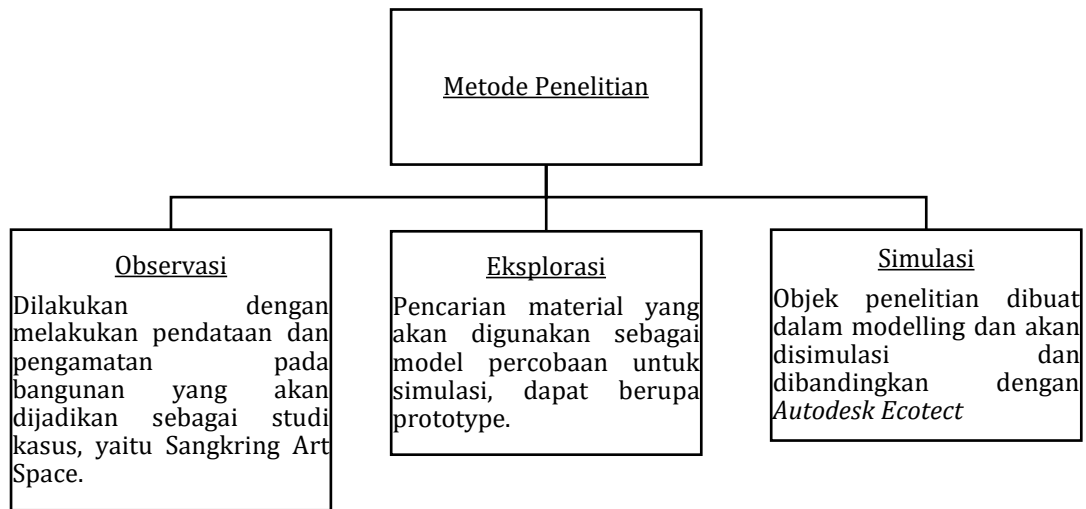 Metode Penelitian
Observasi
Dilakukan dengan
melakukan pendataan dan
pengamatan pada
bangunan yang akan
dijadikan sebagai studi
kasus, yaitu Sangkring Art
Space.
Eksplorasi
Pencarian material yang
akan digunakan sebagai
model percobaan untuk
simulasi, dapat berupa
prototype.
Simulasi
Objek penelitian dibuat
dalam modelling dan akan
disimulasi dan
dibandingkan dengan
Autodesk Ecotect